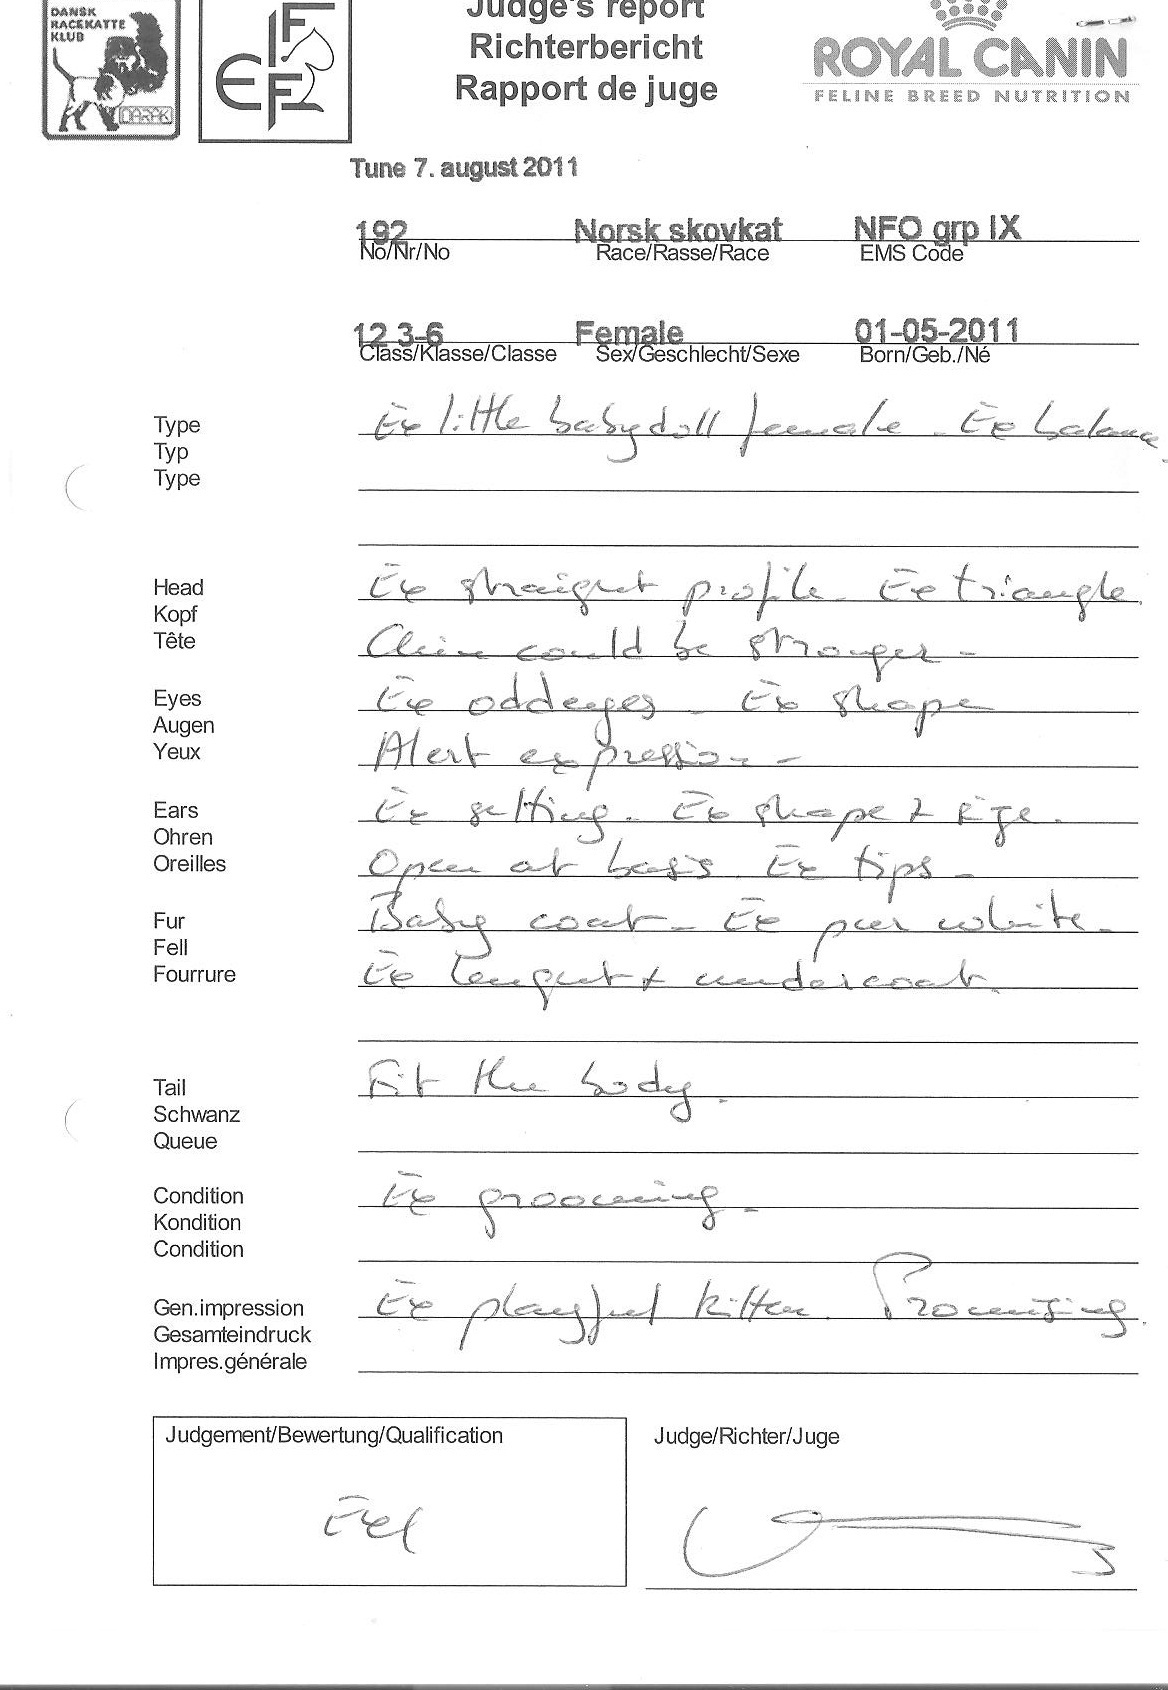 DANSK
RACEKATTE
KLUB
DARAK
FIFE
Judge's report
Richterbericht
Rapport de juge
ROYAL CANIN
FELINE BREED NUTRITION
Tune 7. august 2011
192 Norsk skovkat NFO grp IX
No/Nr/No Race/Rasse/Race EMS Code
12 3-6 Female 01-05-2011
Class/Klasse/Classe Sex/Geschlecht/Sexe Born/Geb./Né
Type Ex little babydoll female - Ex balance.
Typ
Type
Head Ex straight profile. Ex triangle.
Kopf
Tête Chin could be stronger -
Eyes Ex oddeyes - Ex shape
Augen
Yeux Alert expression -
Ears Ex setting. Ex shape + size.
Ohren
Oreilles Open at basis Ex tips -
Fur Baby coat - Ex pur white -
Fell
Fourrure Ex lenght + undercoat.
Tail Fit the body.
Schwanz
Queue
Condition Ex grooming.
Kondition
Condition
Gen.impression Ex playful kitten. Promising.
Gesamteindruck
Impres.générale
Judgement/Bewertung/Qualification Judge/Richter/Juge
Ex1